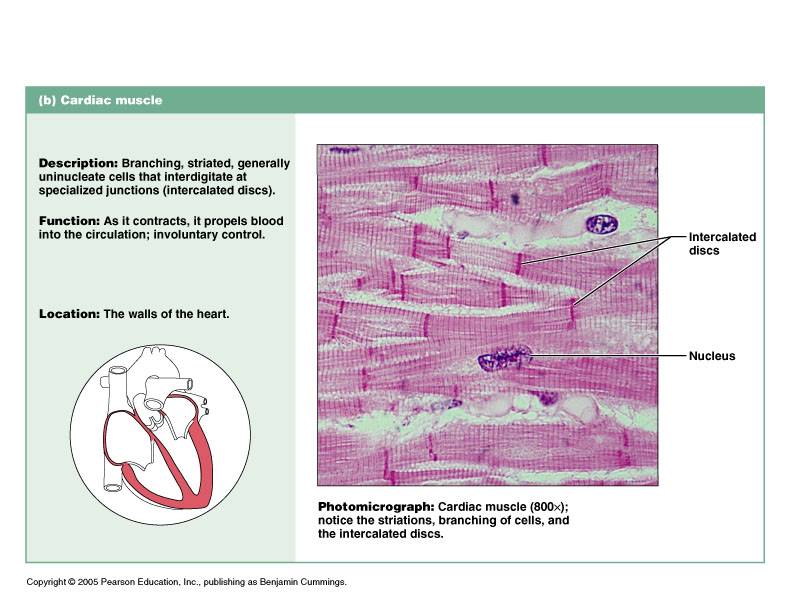 (b) Cardiac muscle
Description: Branching, striated, generally
uninucleate cells that interdigitate at
specialized junctions (intercalated discs).
Function: As it contracts, it propels blood
into the circulation; involuntary control.
Location: The walls of the heart.
Intercalated
discs
Nucleus
Photomicrograph: Cardiac muscle (800×);
notice the striations, branching of cells, and
the intercalated discs.
Copyright © 2005 Pearson Education, Inc., publishing as Benjamin Cummings.